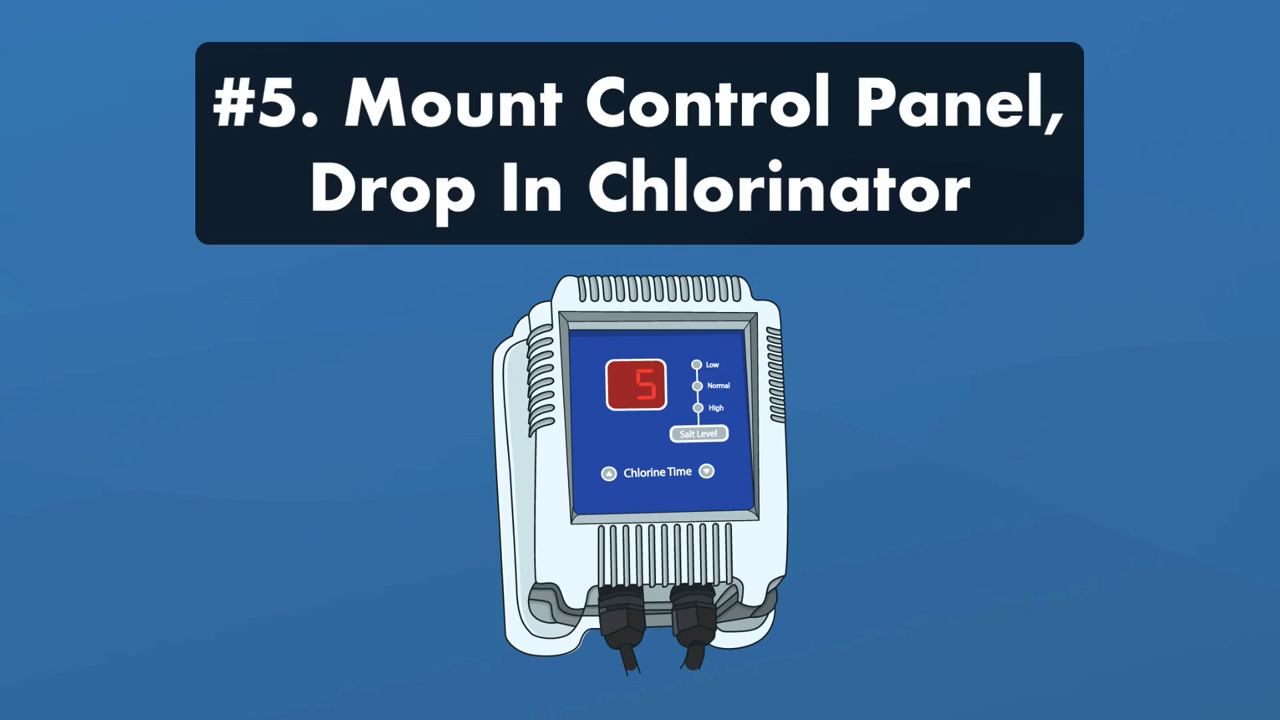 #5. Mount Control Panel,
Drop In Chlorinator
5
Low
Normal
High
Salt Level
Chlorine Time